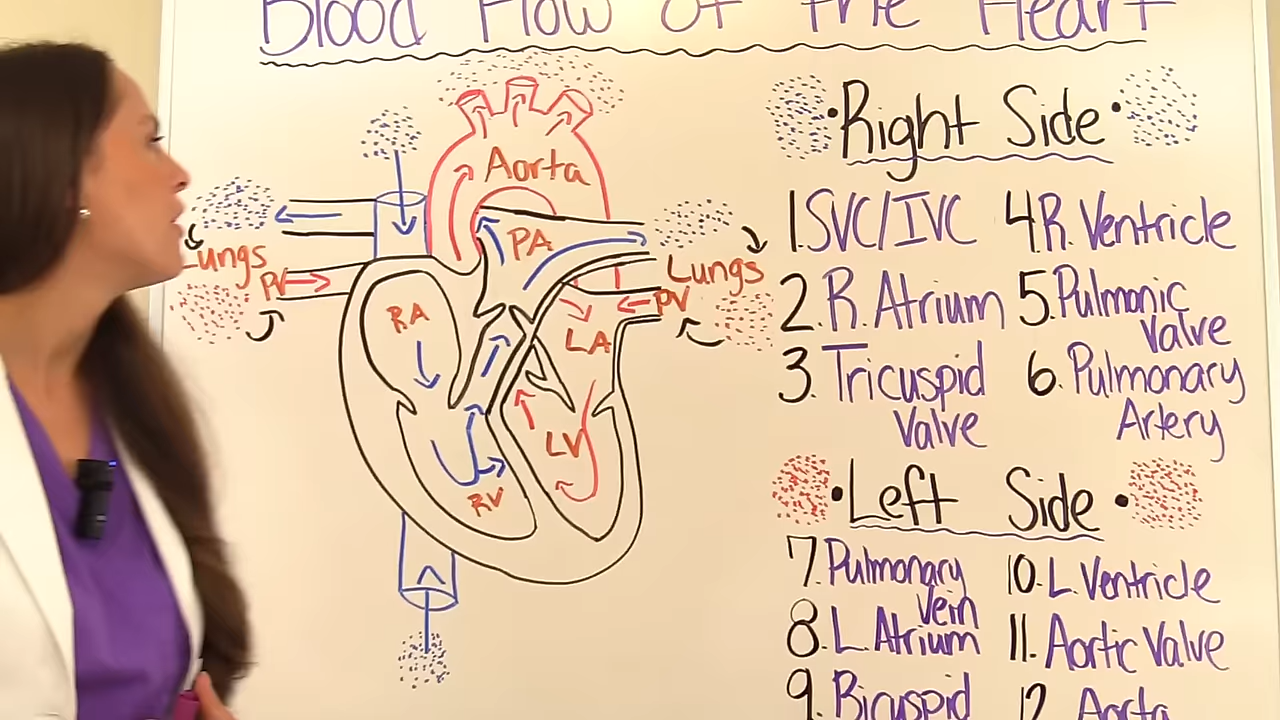 Blood Flow of the Heart
Aorta
PA
Lungs
PV
Lungs
PV
RA
LA
LV
RV
•Right Side•
1. SVC/IVC
2. R. Atrium
3. Tricuspid
Valve
4. R. Ventricle
5. Pulmonic
Valve
6. Pulmonary
Artery
•Left Side•
7. Pulmonary
Vein
8. L. Atrium
9. Bicuspid
10. L. Ventricle
11. Aortic Valve
12. Aorta